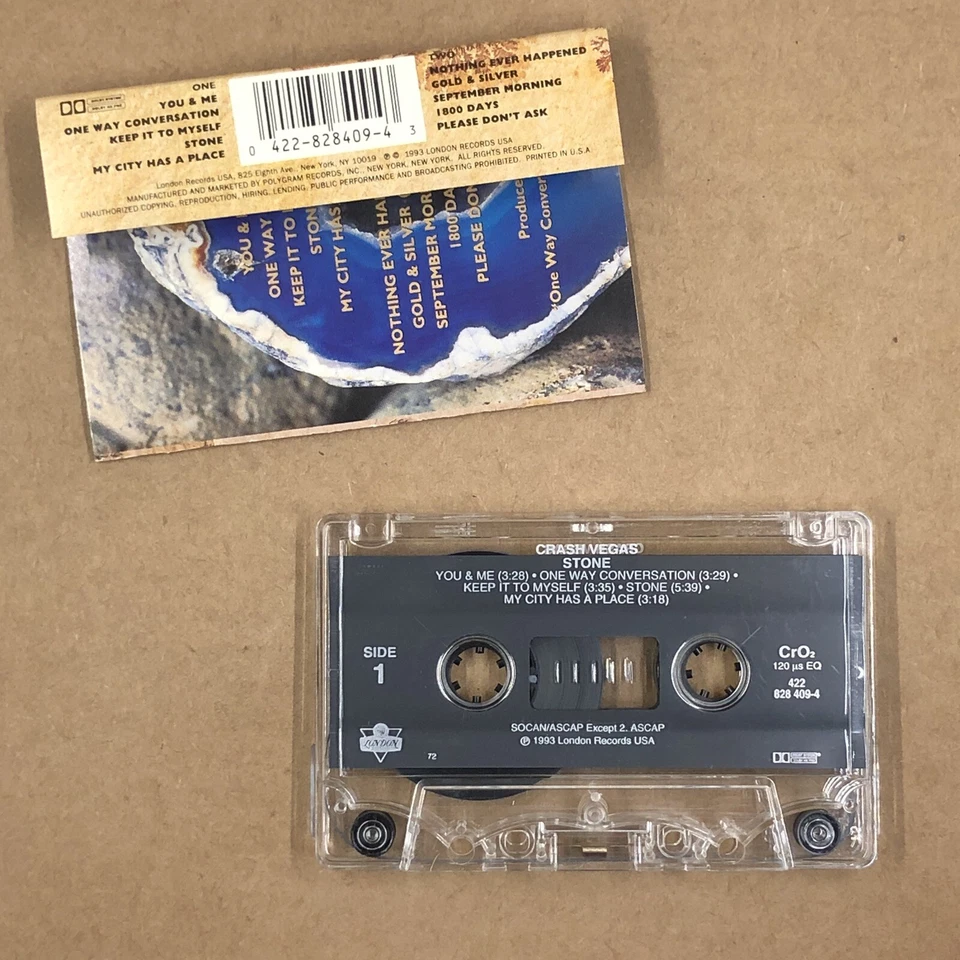 ONE
YOU & ME
ONE WAY CONVERSATION
KEEP IT TO MYSELF
STONE
MY CITY HAS A PLACE
0 422-828409-4 3
TWO
NOTHING EVER HAPPENED
GOLD & SILVER
SEPTEMBER MORNING
1800 DAYS
PLEASE DON'T ASK
London Records USA, 825 Eighth Ave., New York, NY 10019 ℗ © 1993 LONDON RECORDS USA
MANUFACTURED AND MARKETED BY POLYGRAM RECORDS, INC., NEW YORK, NEW YORK. ALL RIGHTS RESERVED.
UNAUTHORIZED COPYING, REPRODUCTION, HIRING, LENDING, PUBLIC PERFORMANCE AND BROADCASTING PROHIBITED. PRINTED IN U.S.A.
YOU &
ONE WAY
KEEP IT TO
STON
MY CITY HAS
NOTHING EVER HA
GOLD & SILVER
SEPTEMBER MOR
1800 DA
PLEASE DON
Produce
"One Way Conver
CRASH VEGAS
STONE
YOU & ME (3:28) • ONE WAY CONVERSATION (3:29) •
KEEP IT TO MYSELF (3:35) • STONE (5:39) •
MY CITY HAS A PLACE (3:18)
SIDE
1
CrO₂
120 µs EQ
422
828 409-4
SOCAN/ASCAP Except 2. ASCAP
℗ 1993 London Records USA
LONDON
72